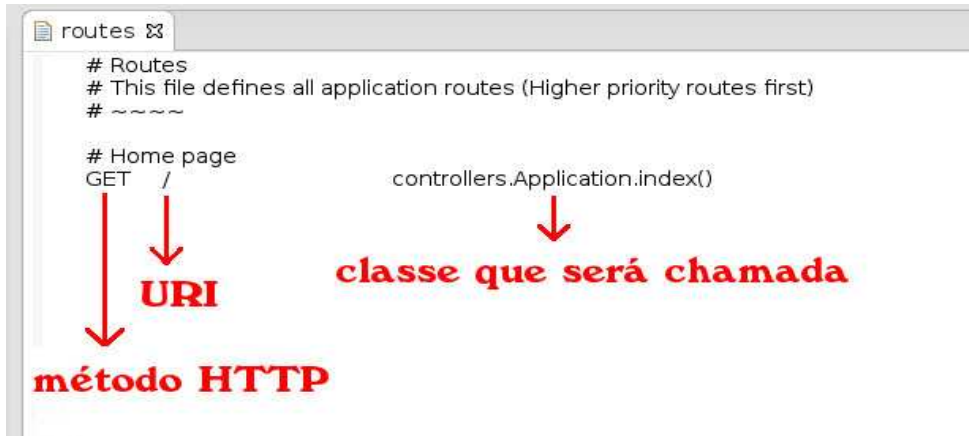 routes
# Routes
# This file defines all application routes (Higher priority routes first)
# ~~~~
# Home page
GET / controllers.Application.index()
URI
classe que será chamada
método HTTP